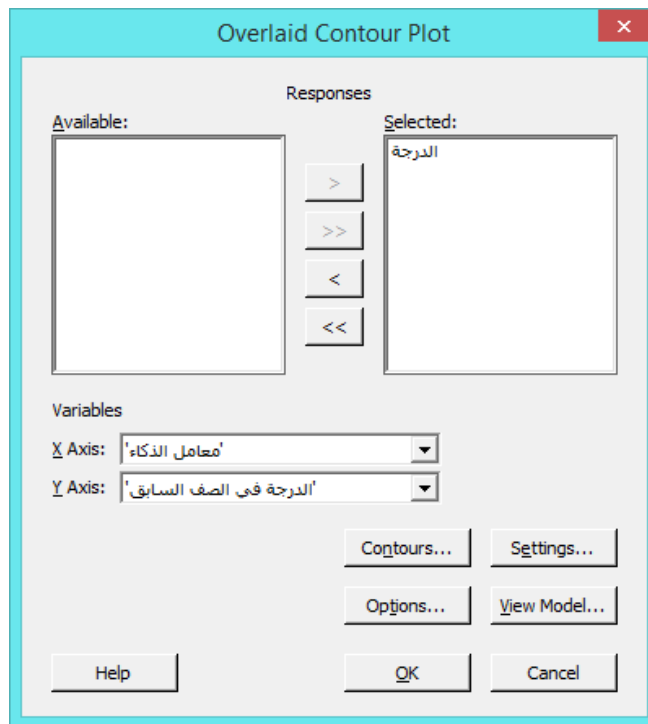 Overlaid Contour Plot
Responses
Available:
Selected:
الدرجة
>
>>
<
<<
Variables
X Axis: 'معامل الذكاء'
Y Axis: 'الدرجة في الصف السابق'
Contours... Settings...
Options... View Model...
Help OK Cancel